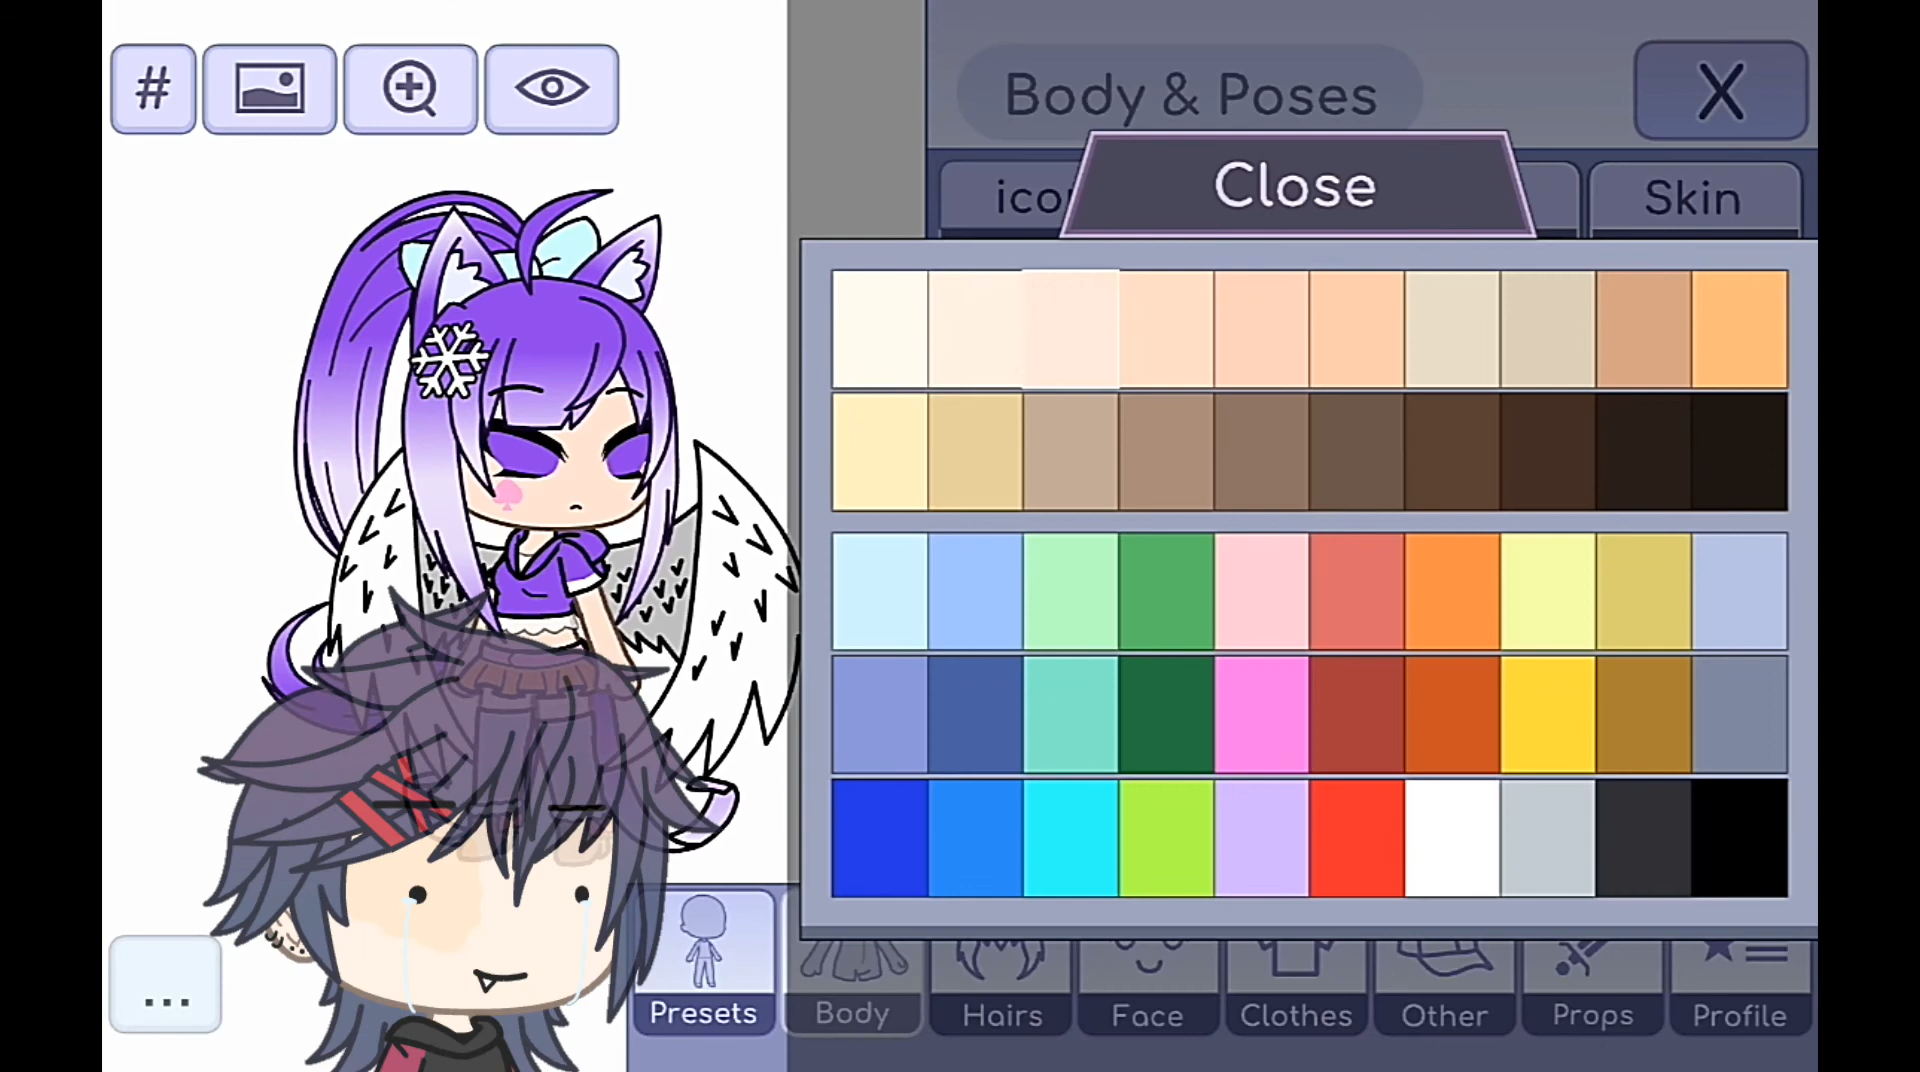 #
Body & Poses
X
Close
Skin
...
Presets
Body
Hairs
Face
Clothes
Other
Props
Profile